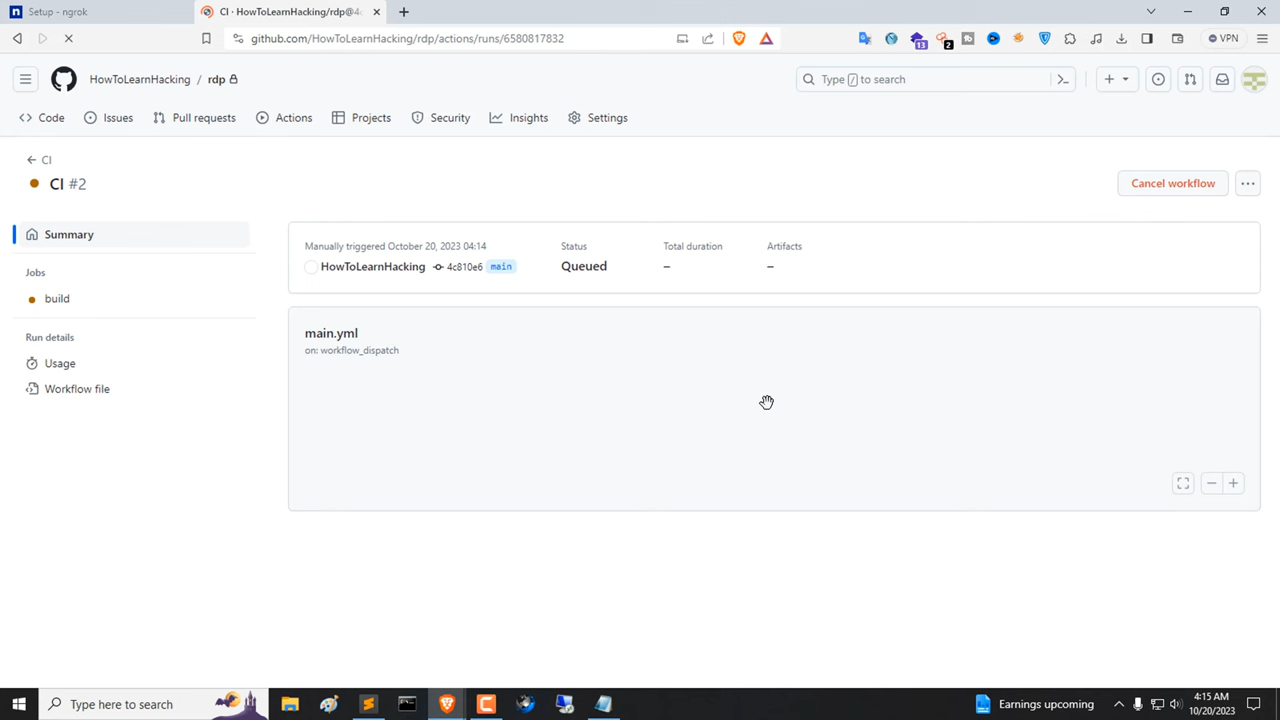 Setup - ngrok
CI · HowToLearnHacking/rdp@4c
github.com/HowToLearnHacking/rdp/actions/runs/6580817832
13
2
VPN
HowToLearnHacking / rdp
Type / to search
Code
Issues
Pull requests
Actions
Projects
Security
Insights
Settings
CI
CI #2
Cancel workflow
Summary
Jobs
build
Run details
Usage
Workflow file
Manually triggered October 20, 2023 04:14
HowToLearnHacking 4c810e6 main
Status
Queued
Total duration
–
Artifacts
–
main.yml
on: workflow_dispatch
Type here to search
Earnings upcoming
4:15 AM
10/20/2023